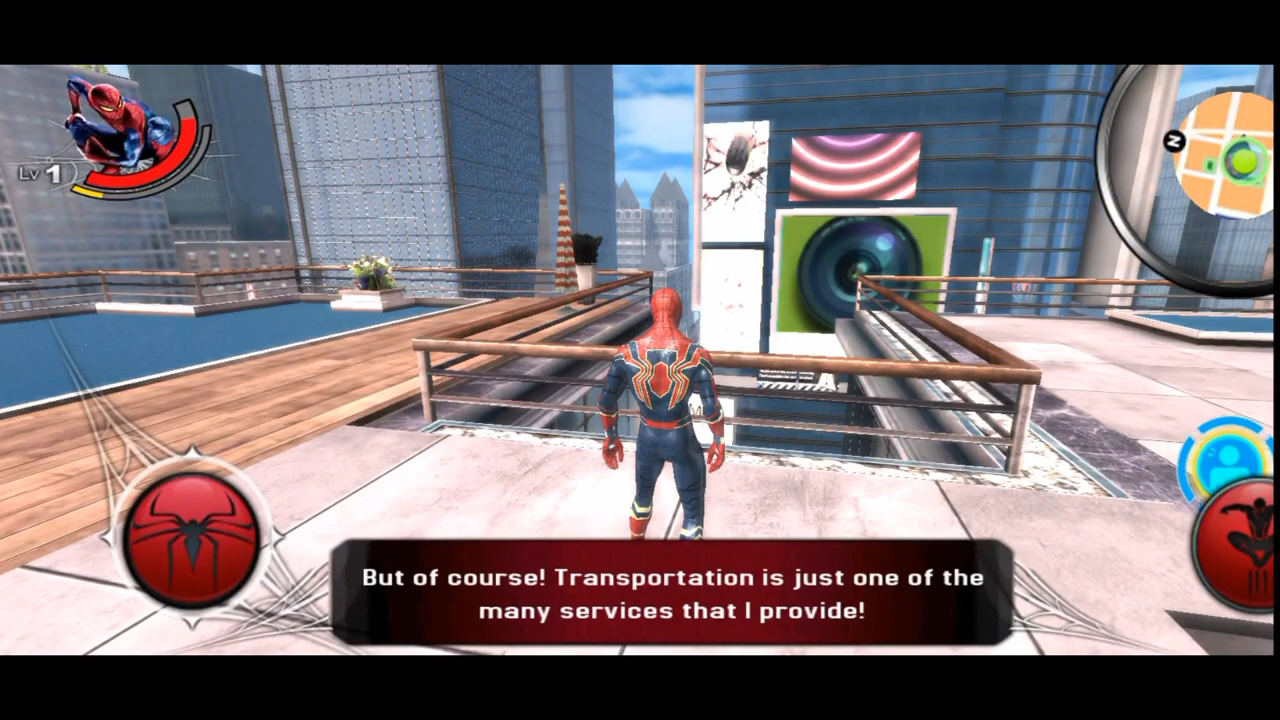 Lv 1
N
But of course! Transportation is just one of the
many services that I provide!